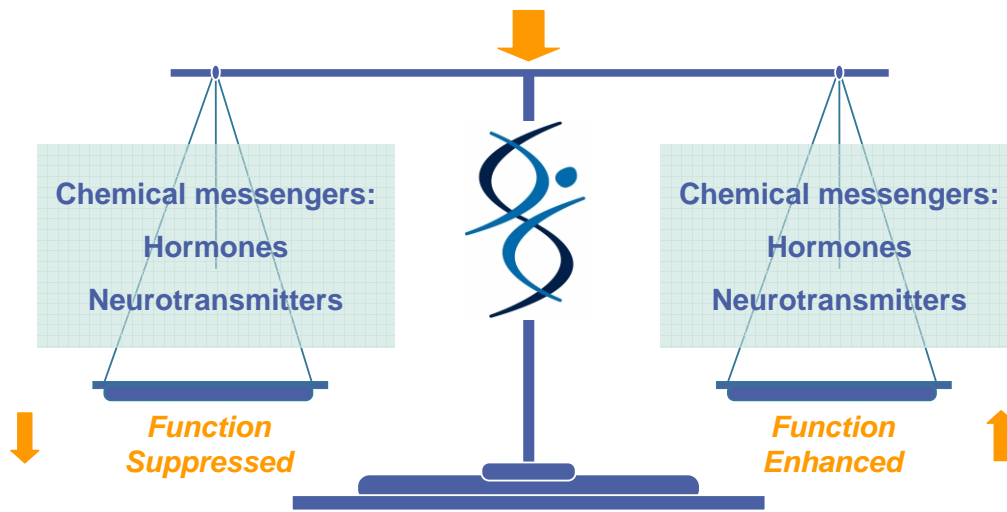 Chemical messengers:
Hormones
Neurotransmitters
Function
Suppressed
Chemical messengers:
Hormones
Neurotransmitters
Function
Enhanced